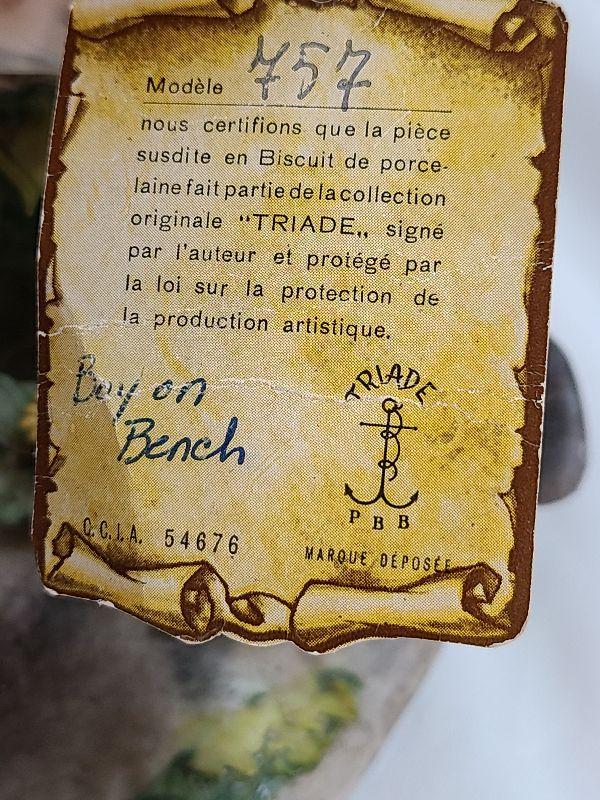 Modèle 757
nous certifions que la pièce
susdite en Biscuit de porce-
laine fait partie de la collection
originale “TRIADE„ signé
par l'auteur et protégé par
la loi sur la protection de
la production artistique.
Boy on
Bench
TRIADE
P B B
C.C.I.A. 54676
MARQUE DÉPOSÉE